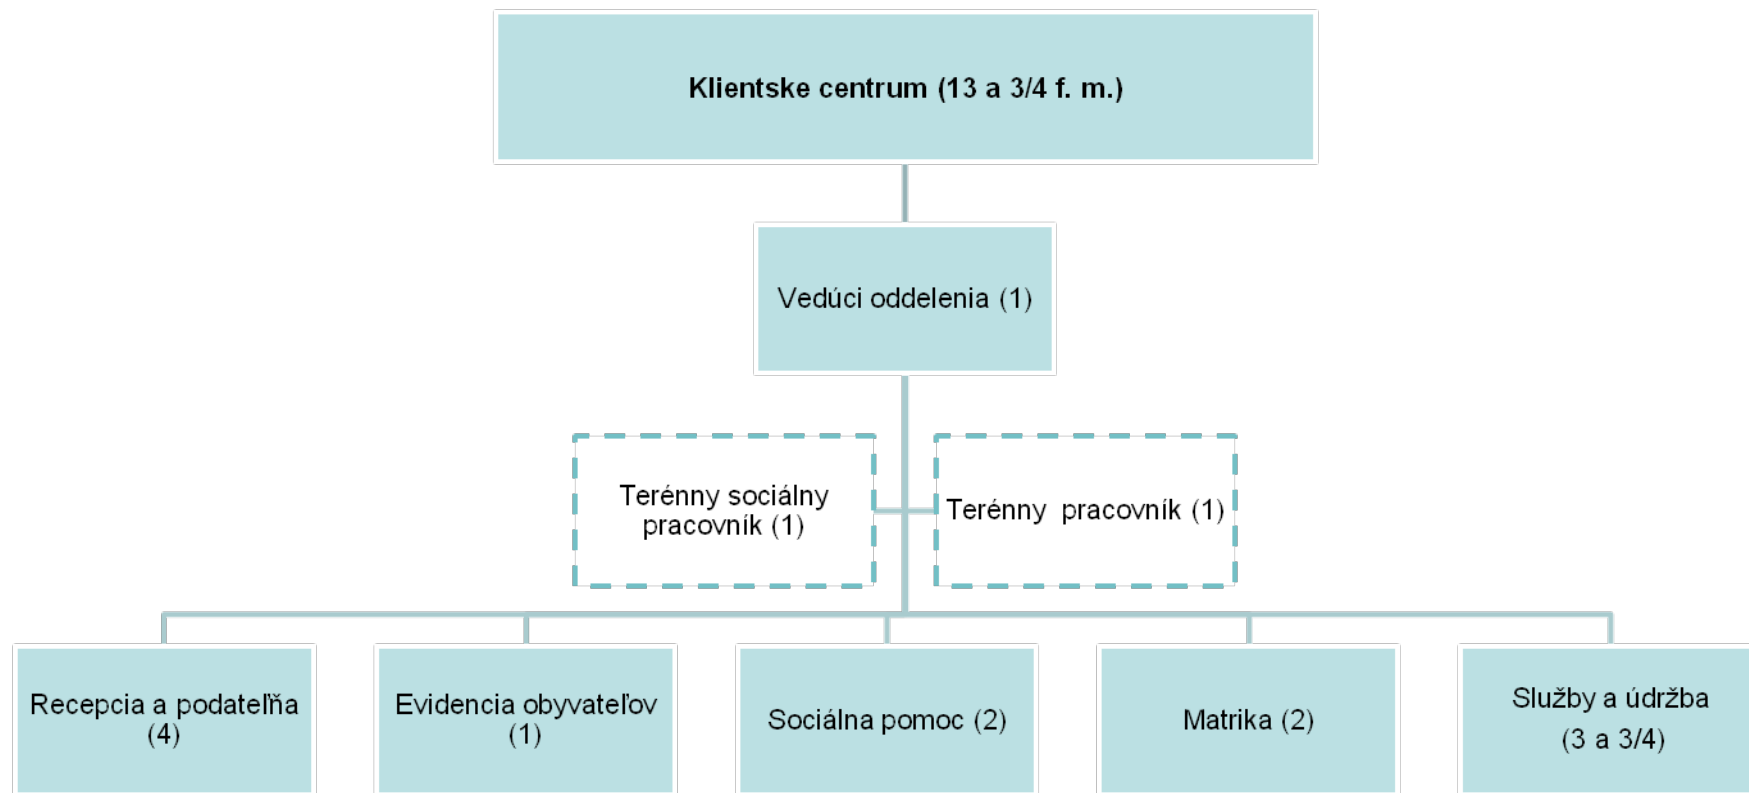 Klientske centrum (13 a 3/4 f. m.)
Vedúci oddelenia (1)
Terénny sociálny
pracovník (1)
Terénny pracovník (1)
Recepcia a podateľňa
(4)
Evidencia obyvateľov
(1)
Sociálna pomoc (2)
Matrika (2)
Služby a údržba
(3 a 3/4)